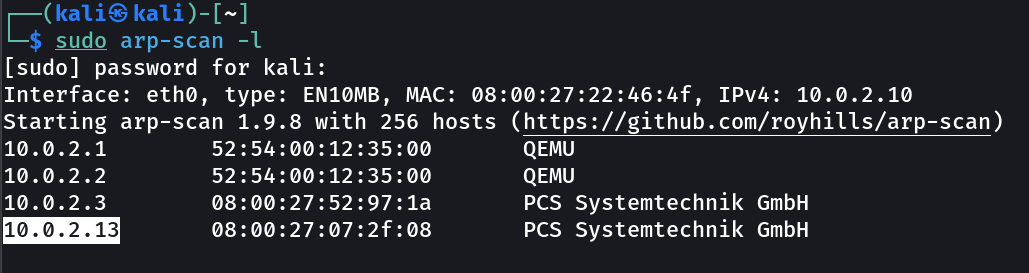 ┌──(kali㉿kali)-[~]
└─$ sudo arp-scan -l
[sudo] password for kali:
Interface: eth0, type: EN10MB, MAC: 08:00:27:22:46:4f, IPv4: 10.0.2.10
Starting arp-scan 1.9.8 with 256 hosts (https://github.com/royhills/arp-scan)
10.0.2.1 52:54:00:12:35:00 QEMU
10.0.2.2 52:54:00:12:35:00 QEMU
10.0.2.3 08:00:27:52:97:1a PCS Systemtechnik GmbH
10.0.2.13 08:00:27:07:2f:08 PCS Systemtechnik GmbH